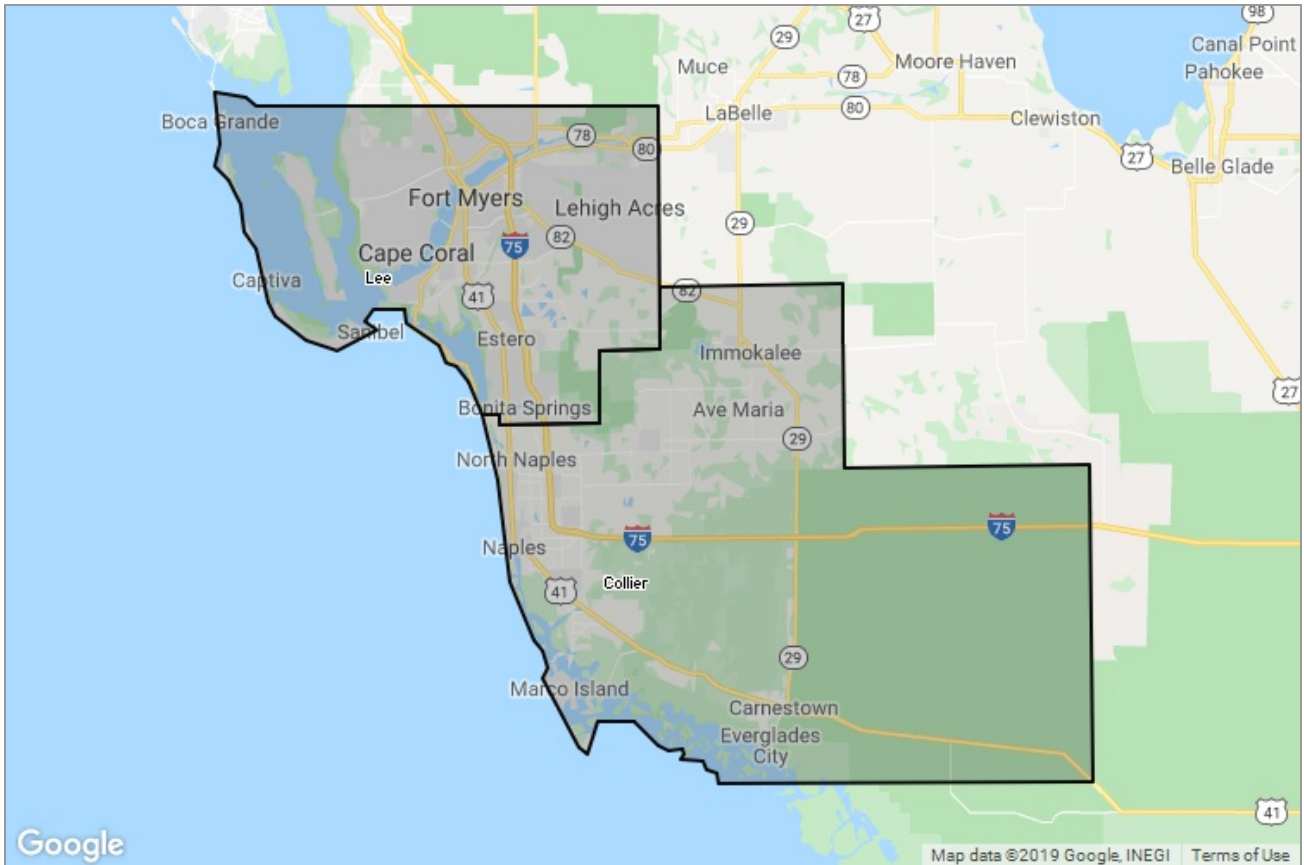 98
27
29
Canal Point
Muce
Moore Haven
Pahokee
78
80
LaBelle
Clewiston
Boca Grande
78
80
27
Belle Glade
Fort Myers
Lehigh Acres
29
82
75
Cape Coral
Lee
Captiva
41
82
Sanibel
Estero
Immokalee
27
Bonita Springs
Ave Maria
29
North Naples
75
75
Naples
Collier
41
29
Marco Island
Carnestown
Everglades
City
41
Google
Map data ©2019 Google, INEGI
Terms of Use